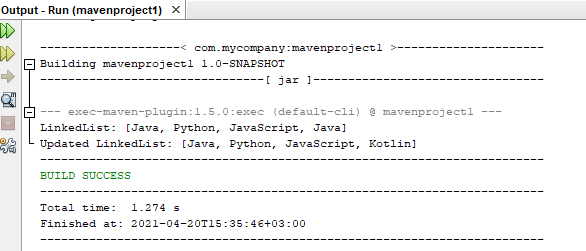 Output - Run (mavenproject1) ×
--------------------< com.mycompany:mavenproject1 >---------------------
Building mavenproject1 1.0-SNAPSHOT
--------------------------------[ jar ]---------------------------------
--- exec-maven-plugin:1.5.0:exec (default-cli) @ mavenproject1 ---
LinkedList: [Java, Python, JavaScript, Java]
Updated LinkedList: [Java, Python, JavaScript, Kotlin]
------------------------------------------------------------------------
BUILD SUCCESS
------------------------------------------------------------------------
Total time:  1.274 s
Finished at: 2021-04-20T15:35:46+03:00
------------------------------------------------------------------------